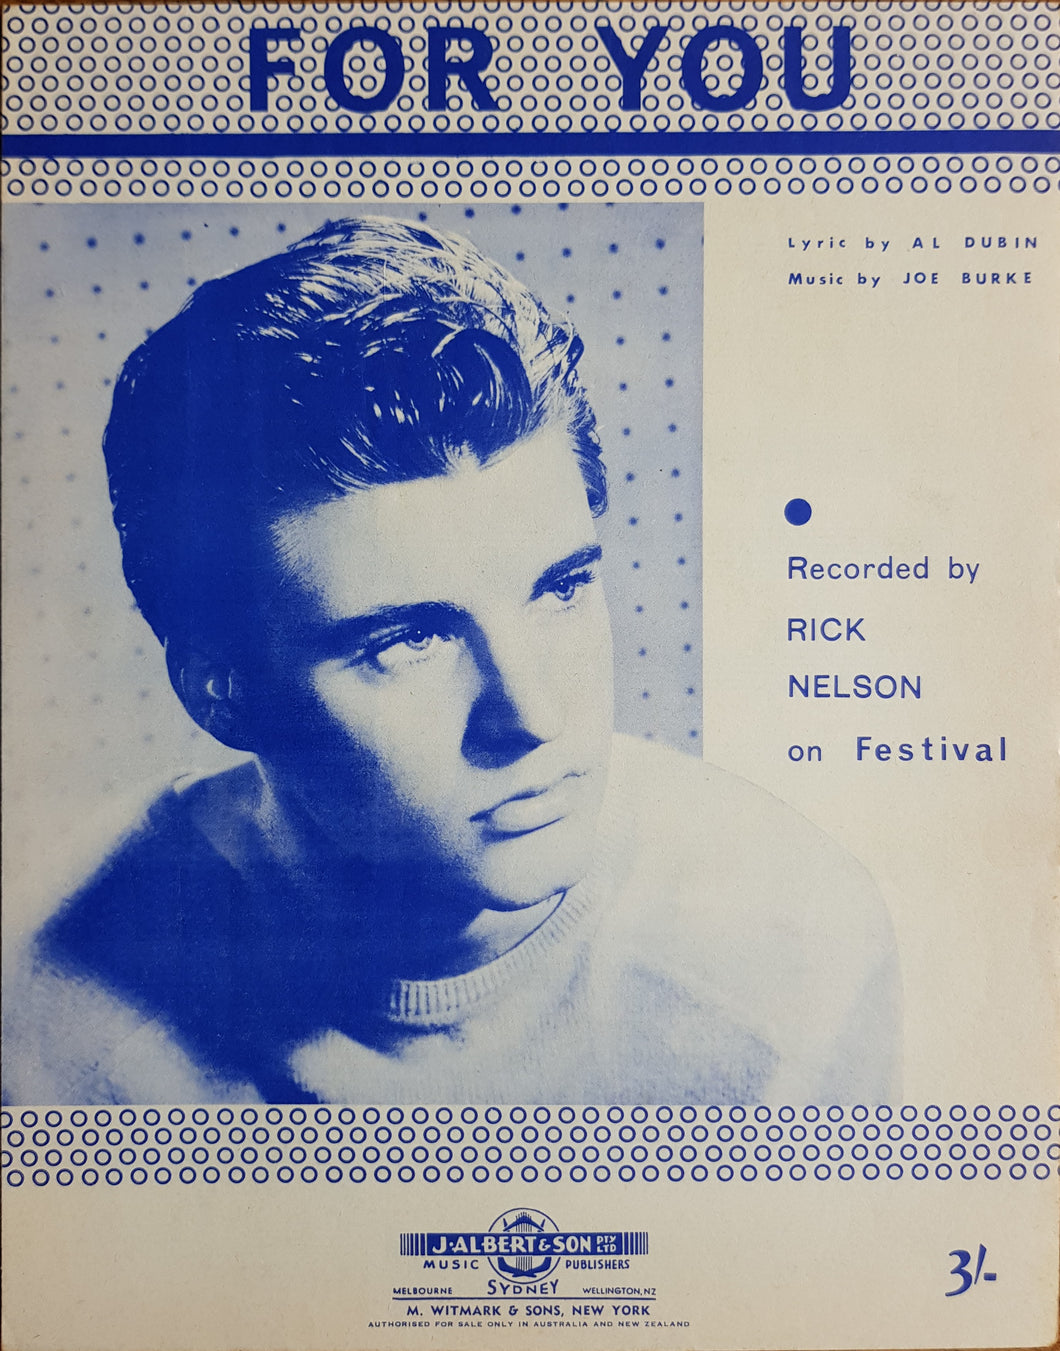 FOR YOU
Lyric by AL DUBIN
Music by JOE BURKE
Recorded by
RICK
NELSON
on Festival
J. ALBERT & SON PTY LTD
MUSIC PUBLISHERS
MELBOURNE SYDNEY WELLINGTON, NZ
M. WITMARK & SONS, NEW YORK
AUTHORISED FOR SALE ONLY IN AUSTRALIA AND NEW ZEALAND
3/-